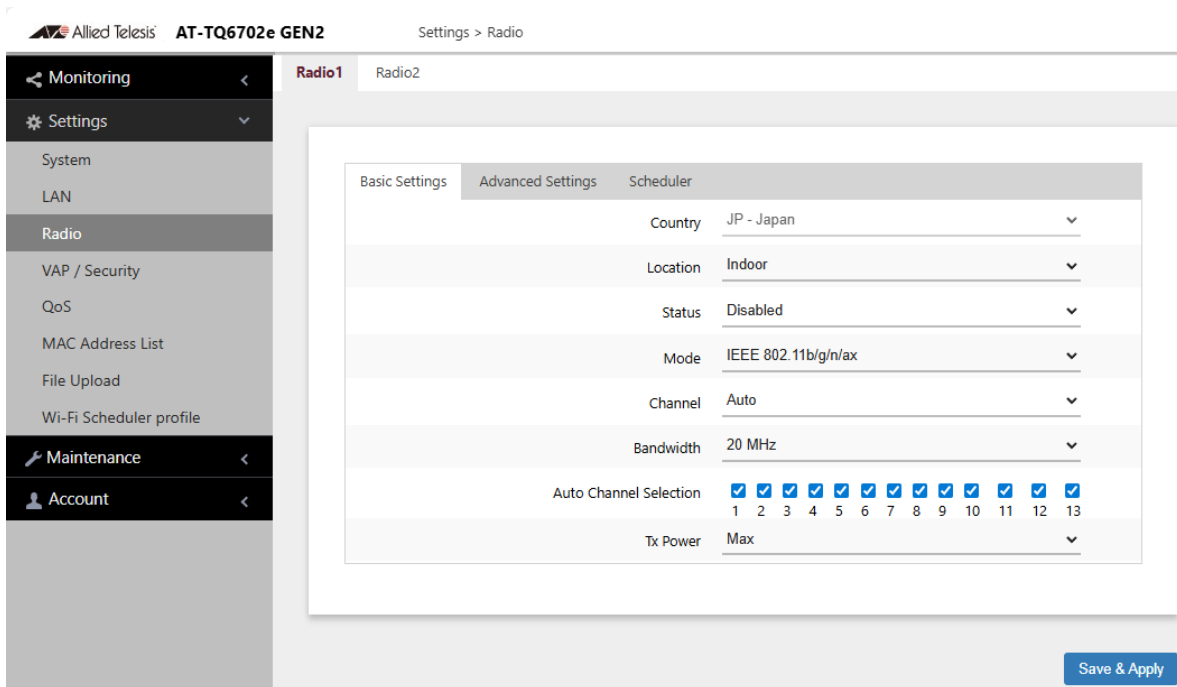 Allied Telesis AT-TQ6702e GEN2 Settings > Radio
Monitoring
Settings
System
LAN
Radio
VAP / Security
QoS
MAC Address List
File Upload
Wi-Fi Scheduler profile
Maintenance
Account
Radio1 Radio2
Basic Settings Advanced Settings Scheduler
Country JP - Japan
Location Indoor
Status Disabled
Mode IEEE 802.11b/g/n/ax
Channel Auto
Bandwidth 20 MHz
Auto Channel Selection
1 2 3 4 5 6 7 8 9 10 11 12 13
Tx Power Max
Save & Apply